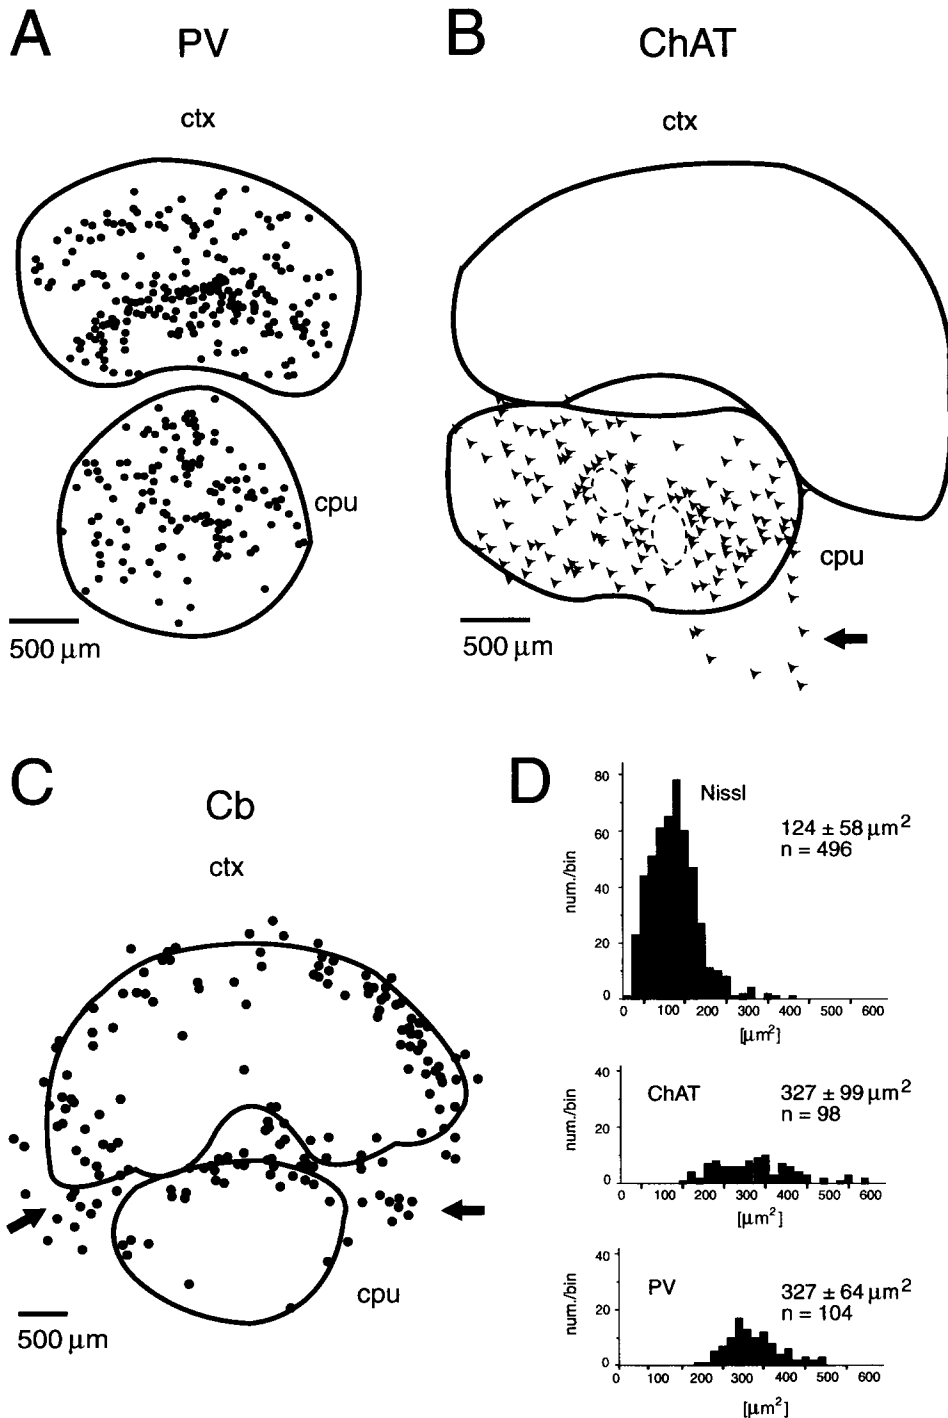 A
PV
ctx
cpu
500 µm
B
ChAT
ctx
cpu
500 µm
C
Cb
ctx
cpu
500 µm
D
80
60
40
20
0
num./bin
Nissl
124 ± 58 µm²
n = 496
0 100 200 300 400 500 600
[µm²]
40
20
0
num./bin
ChAT
327 ± 99 µm²
n = 98
0 100 200 300 400 500 600
[µm²]
40
20
0
num./bin
PV
327 ± 64 µm²
n = 104
0 100 200 300 400 500 600
[µm²]